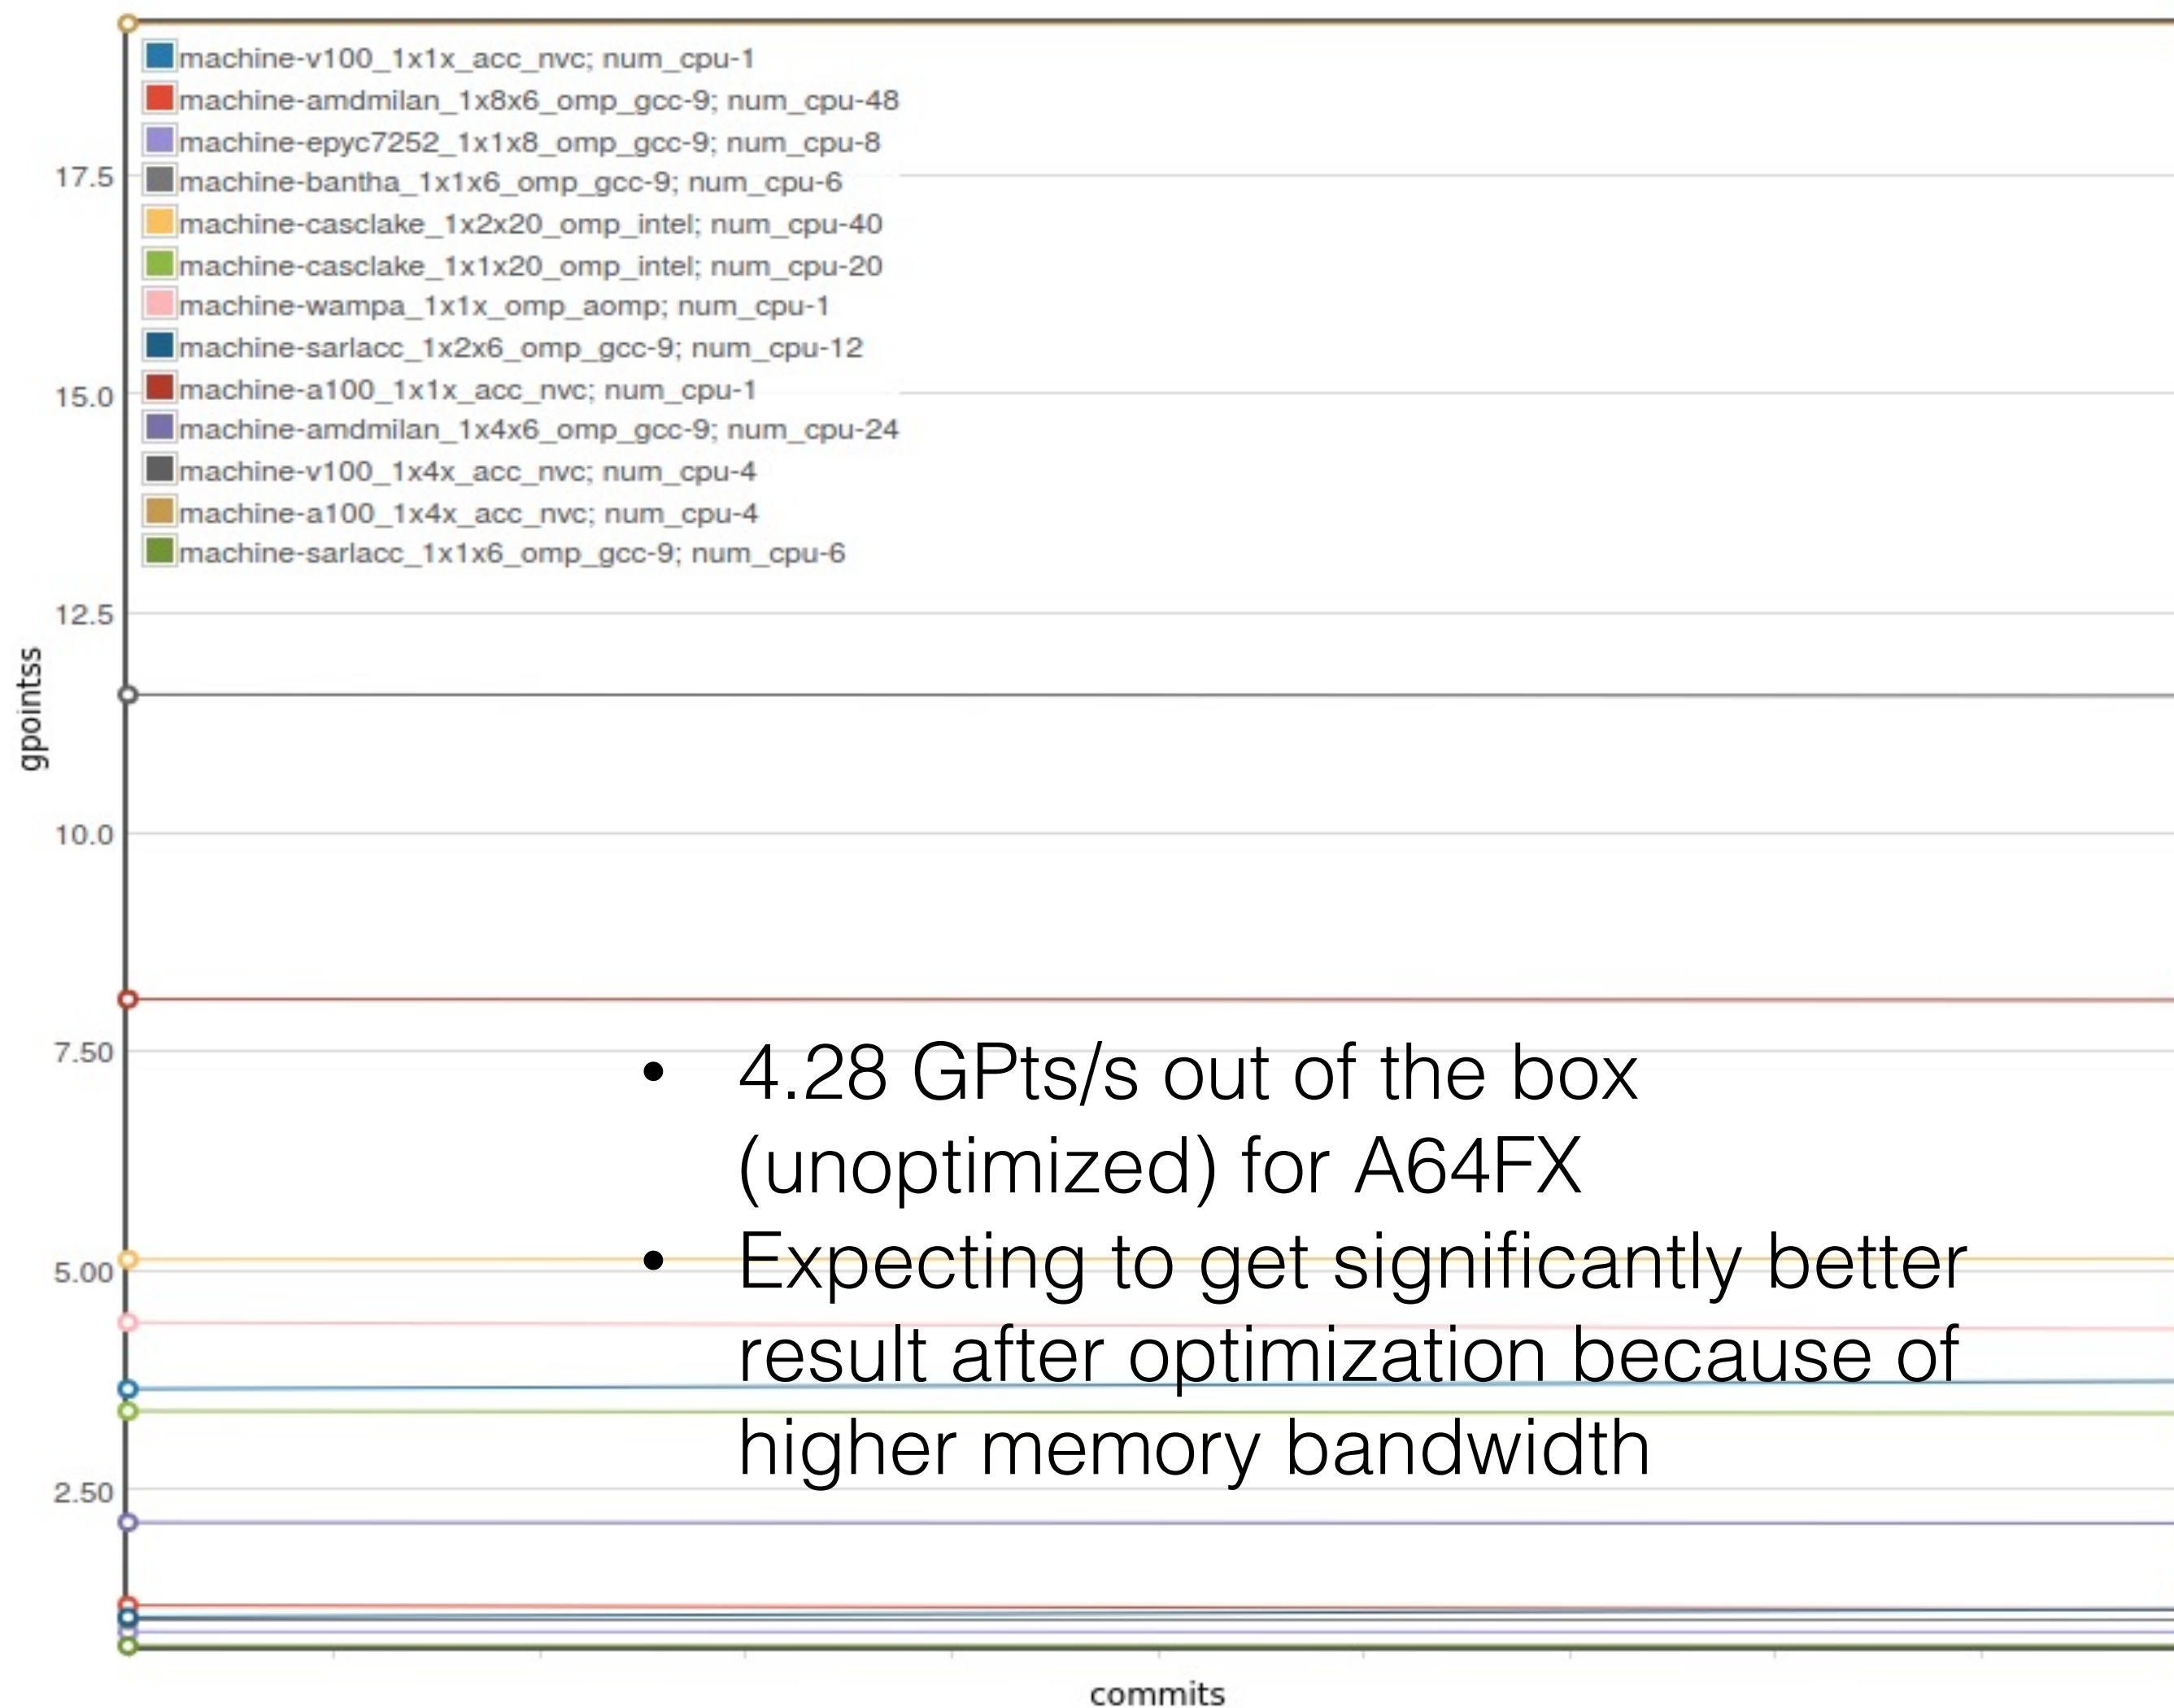 machine-v100_1x1x_acc_nvc; num_cpu-1
machine-amdmilan_1x8x6_omp_gcc-9; num_cpu-48
machine-epyc7252_1x1x8_omp_gcc-9; num_cpu-8
17.5
machine-bantha_1x1x6_omp_gcc-9; num_cpu-6
machine-casclake_1x2x20_omp_intel; num_cpu-40
machine-casclake_1x1x20_omp_intel; num_cpu-20
machine-wampa_1x1x_omp_aomp; num_cpu-1
machine-sarlacc_1x2x6_omp_gcc-9; num_cpu-12
15.0
machine-a100_1x1x_acc_nvc; num_cpu-1
machine-amdmilan_1x4x6_omp_gcc-9; num_cpu-24
machine-v100_1x4x_acc_nvc; num_cpu-4
machine-a100_1x4x_acc_nvc; num_cpu-4
machine-sarlacc_1x1x6_omp_gcc-9; num_cpu-6
12.5
gpointss
10.0
7.50
• 4.28 GPts/s out of the box
(unoptimized) for A64FX
• Expecting to get significantly better
5.00
result after optimization because of
higher memory bandwidth
2.50
commits